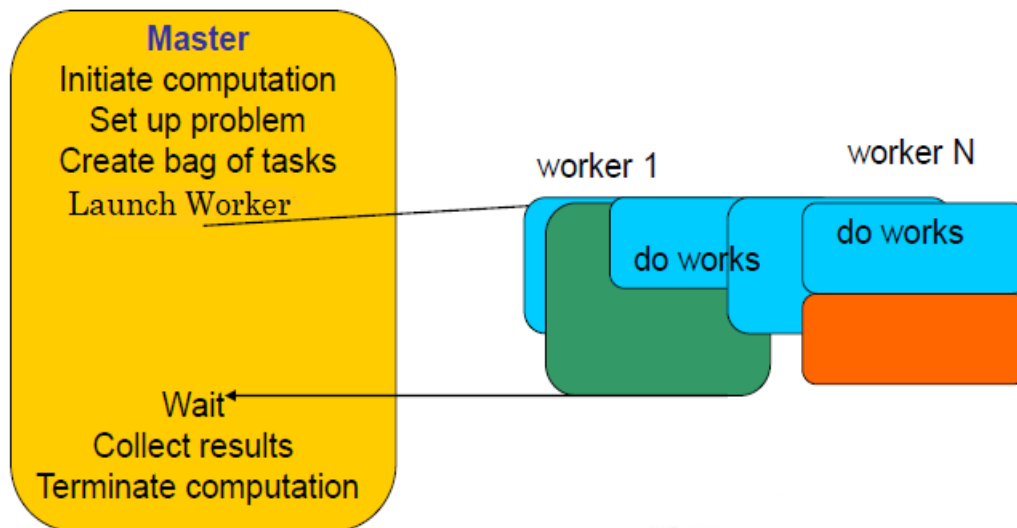 Master
Initiate computation
Set up problem
Create bag of tasks
Launch Worker
Wait
Collect results
Terminate computation
worker 1
worker N
do works
do works